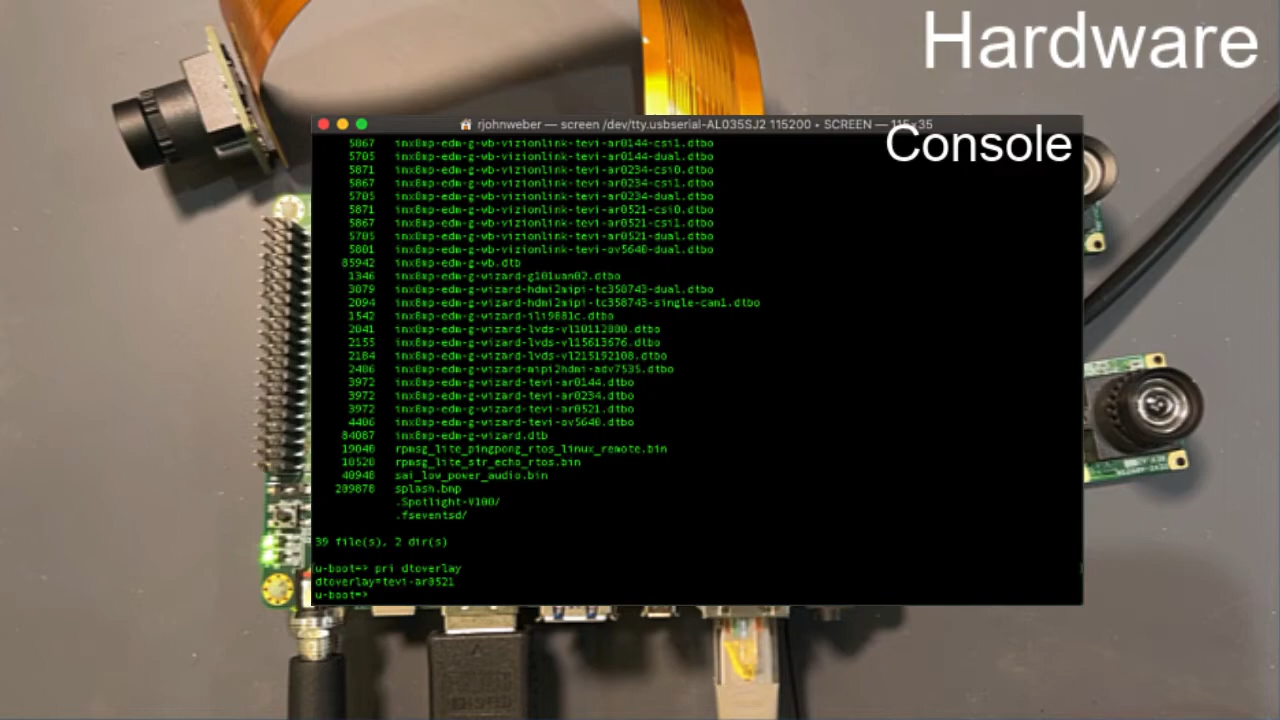 Hardware
rjohnweber — screen /dev/tty.usbserial-AL035SJ2 115200 • SCREEN — 115×35
Console
5867 imx8mp-edm-g-wb-vizionlink-tevi-ar0144-csi1.dtbo
5705 imx8mp-edm-g-wb-vizionlink-tevi-ar0144-dual.dtbo
5871 imx8mp-edm-g-wb-vizionlink-tevi-ar0234-csi0.dtbo
5867 imx8mp-edm-g-wb-vizionlink-tevi-ar0234-csi1.dtbo
5705 imx8mp-edm-g-wb-vizionlink-tevi-ar0234-dual.dtbo
5871 imx8mp-edm-g-wb-vizionlink-tevi-ar0521-csi0.dtbo
5867 imx8mp-edm-g-wb-vizionlink-tevi-ar0521-csi1.dtbo
5705 imx8mp-edm-g-wb-vizionlink-tevi-ar0521-dual.dtbo
5801 imx8mp-edm-g-wb-vizionlink-tevi-ov5640-dual.dtbo
85942 imx8mp-edm-g-wb.dtb
1346 imx8mp-edm-g-wizard-g101uan02.dtbo
3079 imx8mp-edm-g-wizard-hdmi2mipi-tc358743-dual.dtbo
2094 imx8mp-edm-g-wizard-hdmi2mipi-tc358743-single-cam1.dtbo
1542 imx8mp-edm-g-wizard-ili9881c.dtbo
2041 imx8mp-edm-g-wizard-lvds-vl10112880.dtbo
2155 imx8mp-edm-g-wizard-lvds-vl15613676.dtbo
2184 imx8mp-edm-g-wizard-lvds-vl215192108.dtbo
2486 imx8mp-edm-g-wizard-mipi2hdmi-adv7535.dtbo
3972 imx8mp-edm-g-wizard-tevi-ar0144.dtbo
3972 imx8mp-edm-g-wizard-tevi-ar0234.dtbo
3972 imx8mp-edm-g-wizard-tevi-ar0521.dtbo
4406 imx8mp-edm-g-wizard-tevi-ov5640.dtbo
84087 imx8mp-edm-g-wizard.dtb
19040 rpmsg_lite_pingpong_rtos_linux_remote.bin
18520 rpmsg_lite_str_echo_rtos.bin
40948 sai_low_power_audio.bin
209878 splash.bmp
.Spotlight-V100/
.fseventsd/
39 file(s), 2 dir(s)
u-boot=> pri dtoverlay
dtoverlay=tevi-ar0521
u-boot=>